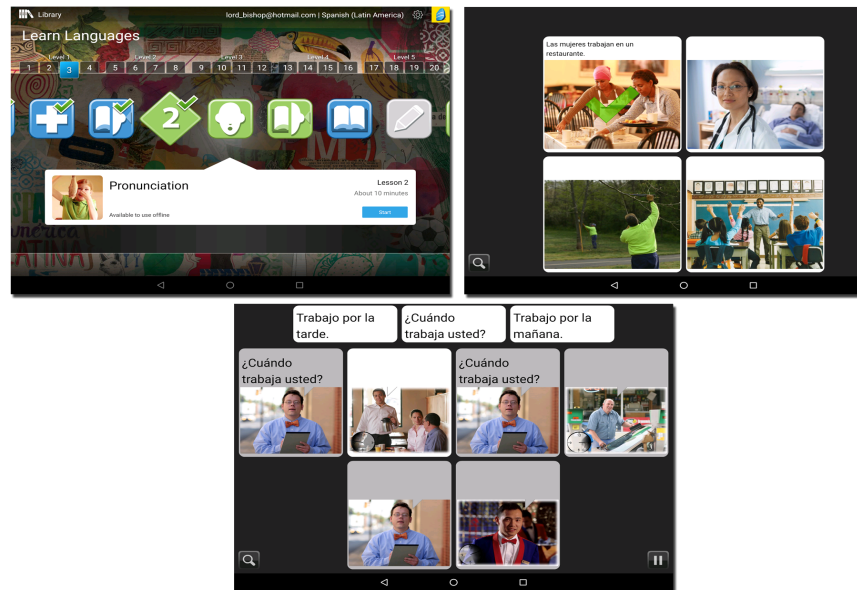 Library
lord_bishop@hotmail.com | Spanish (Latin America)
Learn Languages
Level 1 Level 2 Level 3 Level 4 Level 5
1 2 3 4 5 6 7 8 9 10 11 12 13 14 15 16 17 18 19 20
2
Pronunciation
Lesson 2
About 10 minutes
Available to use offline
Start
america
LATINA
Las mujeres trabajan en un
restaurante.
Trabajo por la
tarde.
¿Cuándo
trabaja usted?
Trabajo por la
mañana.
¿Cuándo
trabaja usted?
¿Cuándo
trabaja usted?